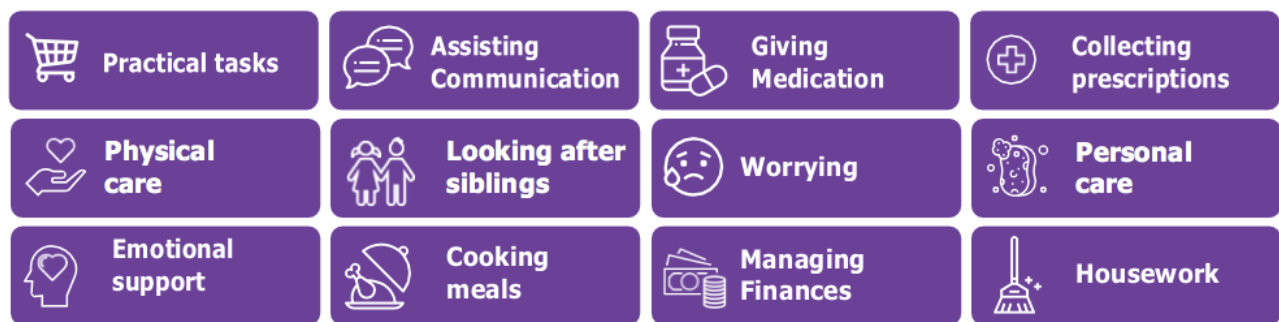 Practical tasks
Assisting
Communication
Giving
Medication
Collecting
prescriptions
Physical
care
Looking after
siblings
Worrying
Personal
care
Emotional
support
Cooking
meals
Managing
Finances
Housework